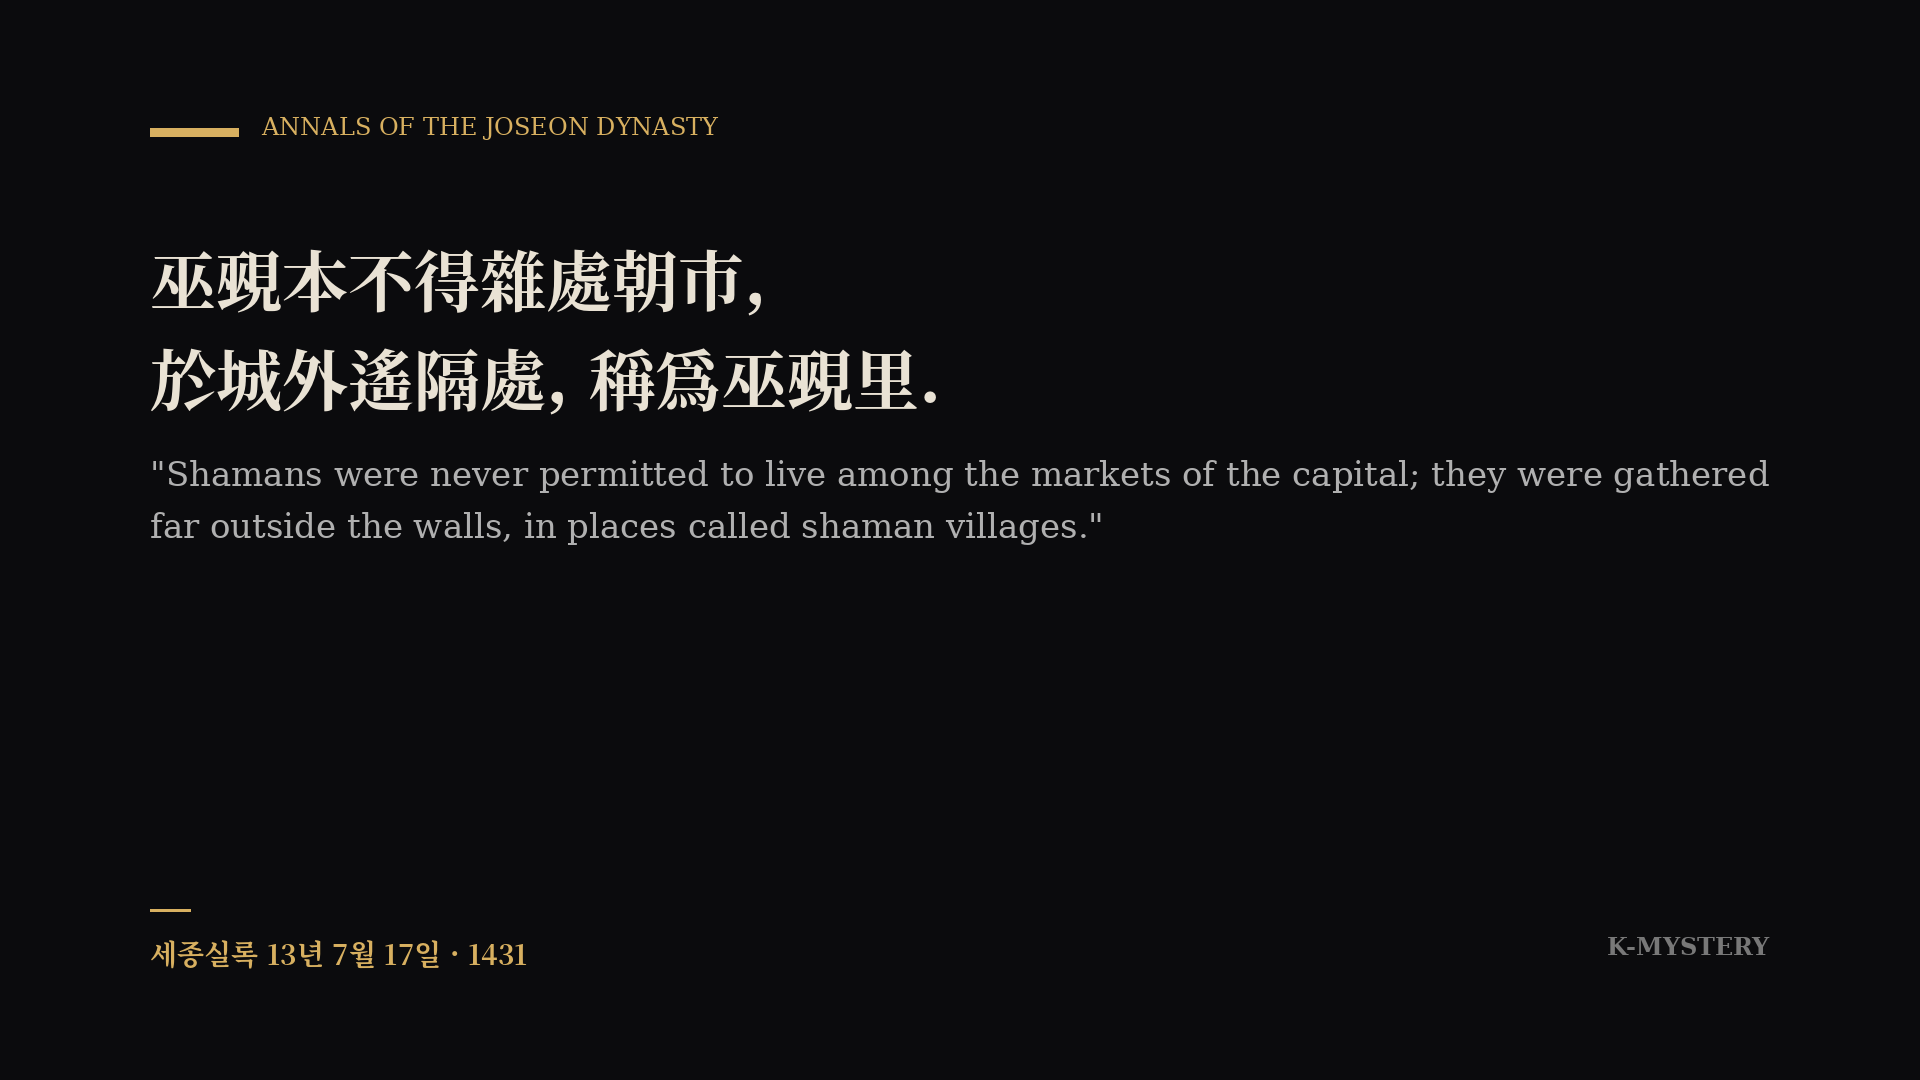 ANNALS OF THE JOSEON DYNASTY
巫覡本不得雜處朝市,
於城外遙隔處, 稱爲巫覡里.
"Shamans were never permitted to live among the markets of the capital; they were gathered
far outside the walls, in places called shaman villages."
세종실록 13년 7월 17일 · 1431
K-MYSTERY